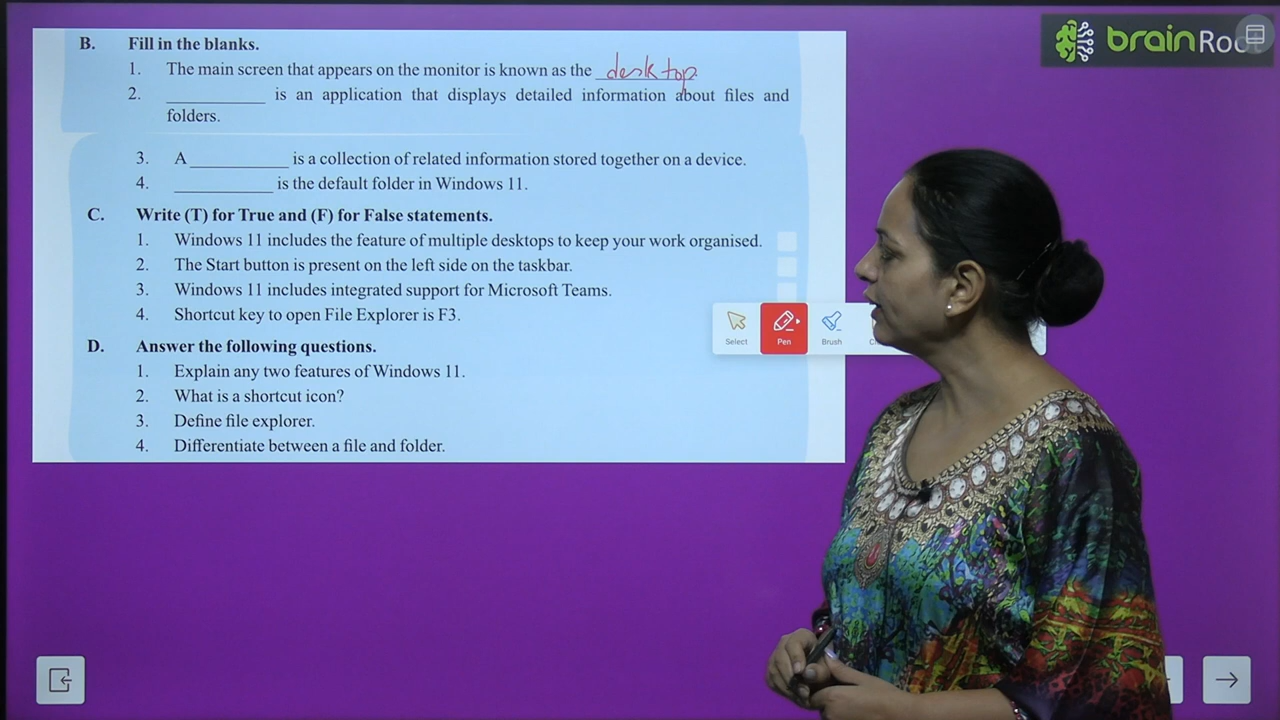 brainRoo
B. Fill in the blanks.
1. The main screen that appears on the monitor is known as the desktop.
2. __________ is an application that displays detailed information about files and
folders.
3. A __________ is a collection of related information stored together on a device.
4. __________ is the default folder in Windows 11.
C. Write (T) for True and (F) for False statements.
1. Windows 11 includes the feature of multiple desktops to keep your work organised.
2. The Start button is present on the left side on the taskbar.
3. Windows 11 includes integrated support for Microsoft Teams.
4. Shortcut key to open File Explorer is F3.
Select Pen Brush
D. Answer the following questions.
1. Explain any two features of Windows 11.
2. What is a shortcut icon?
3. Define file explorer.
4. Differentiate between a file and folder.